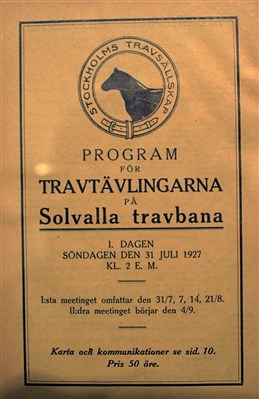 STOCKHOLMS TRAVSÄLLSKAP
PROGRAM
FÖR
TRAVTÄVLINGARNA
PÅ
Solvalla travbana
I. DAGEN
SÖNDAGEN DEN 31 JULI 1927
KL. 2 E. M.
I:sta meetinget omfattar den 31/7, 7, 14, 21/8.
II:dra meetinget börjar den 4/9.
Karta och kommunikationer se sid. 10.
Pris 50 öre.